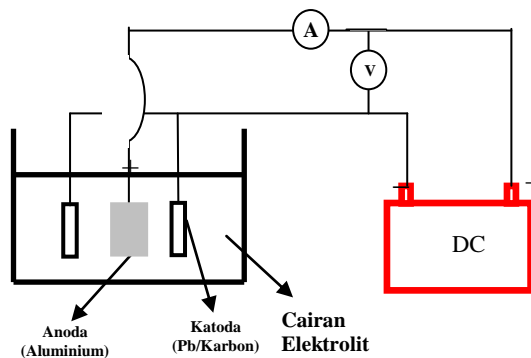 A
V
DC
Anoda
(Aluminium)
Katoda
(Pb/Karbon)
Cairan
Elektrolit